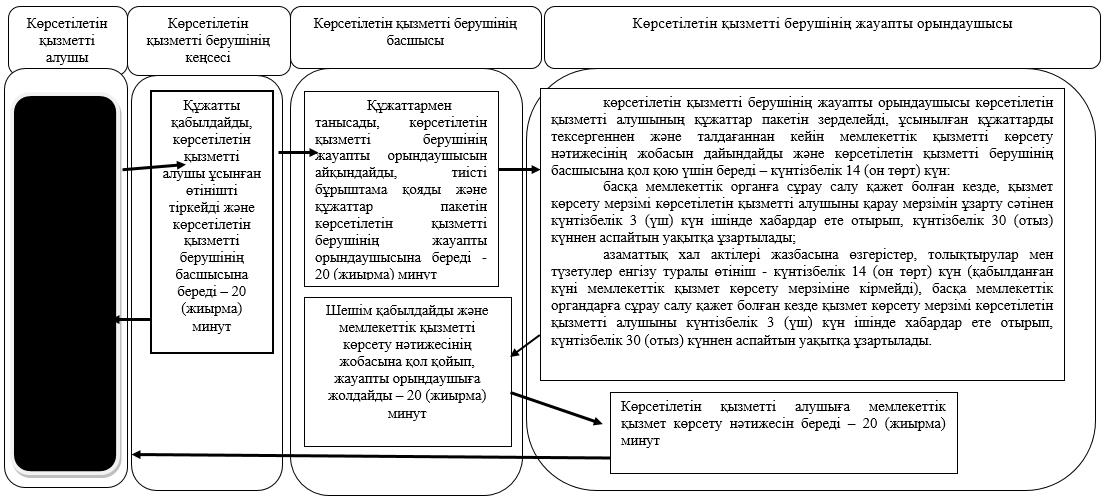 Көрсетілетін
қызметті
алушы
Көрсетілетін
қызметті берушінің
кеңсесі
Көрсетілетін қызметті берушінің
басшысы
Көрсетілетін қызметті берушінің жауапты орындаушысы
Құжатты
қабылдайды,
көрсетілетін
қызметті
алушы ұсынған
өтінішті
тіркейді және
көрсетілетін
қызметті
берушінің
басшысына
береді – 20
(жиырма)
минут
Құжаттармен
танысады, көрсетілетін
қызметті берушінің
жауапты орындаушысын
айқындайды, тиісті
бұрыштама қояды және
құжаттар пакетін
көрсетілетін қызметті
берушінің жауапты
орындаушысына береді -
20 (жиырма) минут
Шешім қабылдайды және
мемлекеттік қызметті
көрсету нәтижесінің
жобасына қол қойып,
жауапты орындаушыға
жолдайды – 20 (жиырма)
минут
көрсетілетін қызметті берушінің жауапты орындаушысы көрсетілетін
қызметті алушының құжаттар пакетін зерделейді, ұсынылған құжаттарды
тексергеннен және талдағаннан кейін мемлекеттік қызметті көрсету
нәтижесінің жобасын дайындайды және көрсетілетін қызметті берушінің
басшысына қол қою үшін береді – күнтізбелік 14 (он төрт) күн:
басқа мемлекеттік органға сұрау салу қажет болған кезде, қызмет
көрсету мерзімі көрсетілетін қызметті алушыны қарау мерзімін ұзарту сәтінен
күнтізбелік 3 (үш) күн ішінде хабардар ете отырып, күнтізбелік 30 (отыз)
күннен аспайтын уақытқа ұзартылады;
азаматтық хал актілері жазбасына өзгерістер, толықтырулар мен
түзетулер енгізу туралы өтініш - күнтізбелік 14 (он төрт) күн (қабылданған
күні мемлекеттік қызмет көрсету мерзіміне кірмейді), басқа мемлекеттік
органдарға сұрау салу қажет болған кезде қызмет көрсету мерзімі көрсетілетін
қызметті алушыны күнтізбелік 3 (үш) күн ішінде хабардар ете отырып,
күнтізбелік 30 (отыз) күннен аспайтын уақытқа ұзартылады.
Көрсетілетін қызметті алушыға мемлекеттік
қызмет көрсету нәтижесін береді – 20 (жиырма)
минут